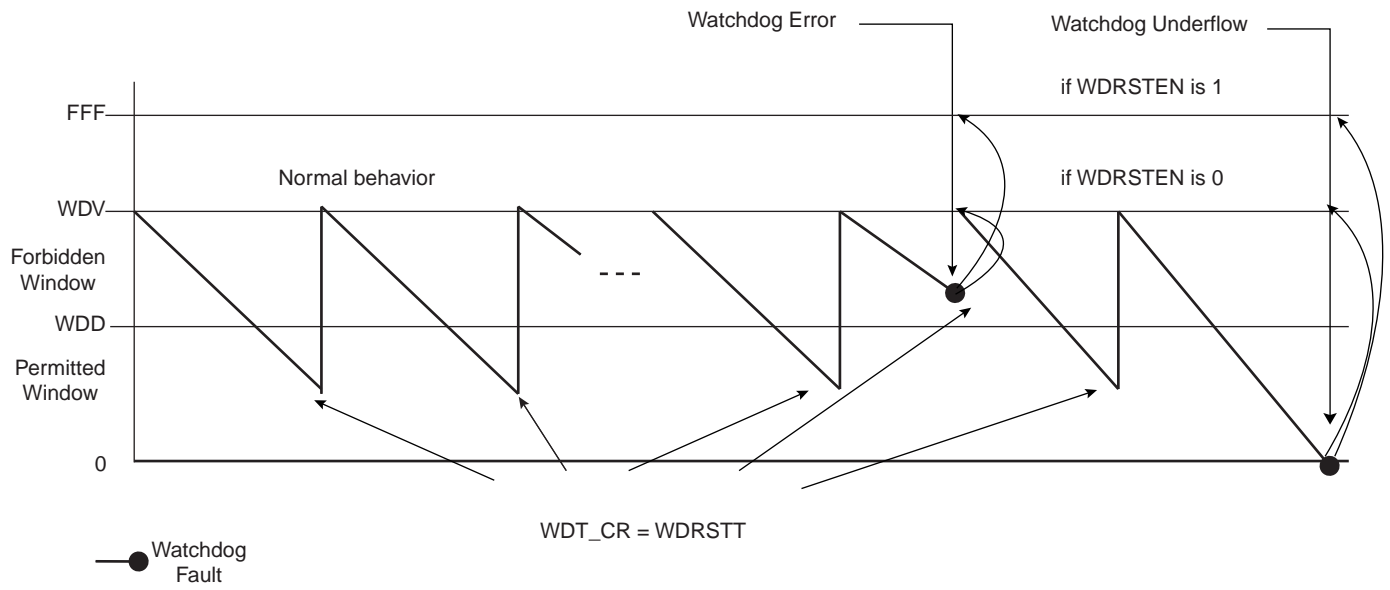 Watchdog Error
Watchdog Underflow
if WDRSTEN is 1
FFF
Normal behavior
if WDRSTEN is 0
WDV
Forbidden
Window
WDD
Permitted
Window
0
WDT_CR = WDRSTT
Watchdog
Fault